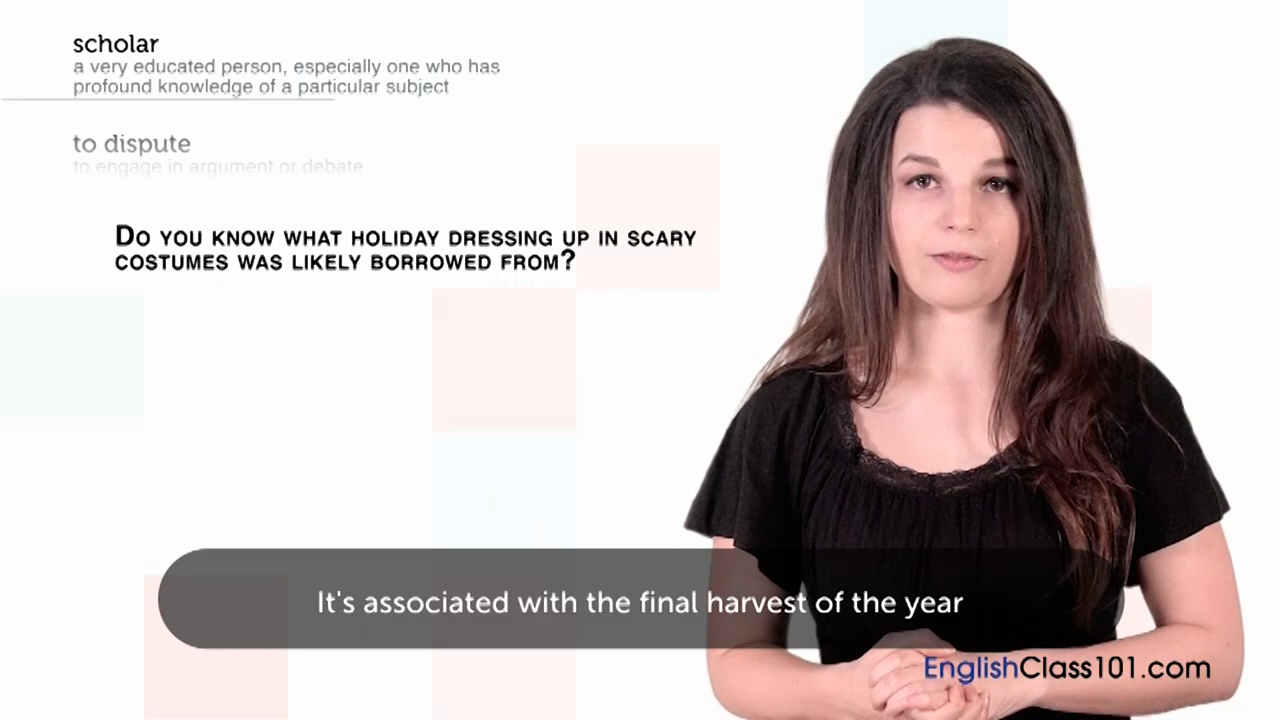 scholar
a very educated person, especially one who has
profound knowledge of a particular subject
to dispute
to engage in argument or debate
DO YOU KNOW WHAT HOLIDAY DRESSING UP IN SCARY
COSTUMES WAS LIKELY BORROWED FROM?
It's associated with the final harvest of the year
EnglishClass101.com